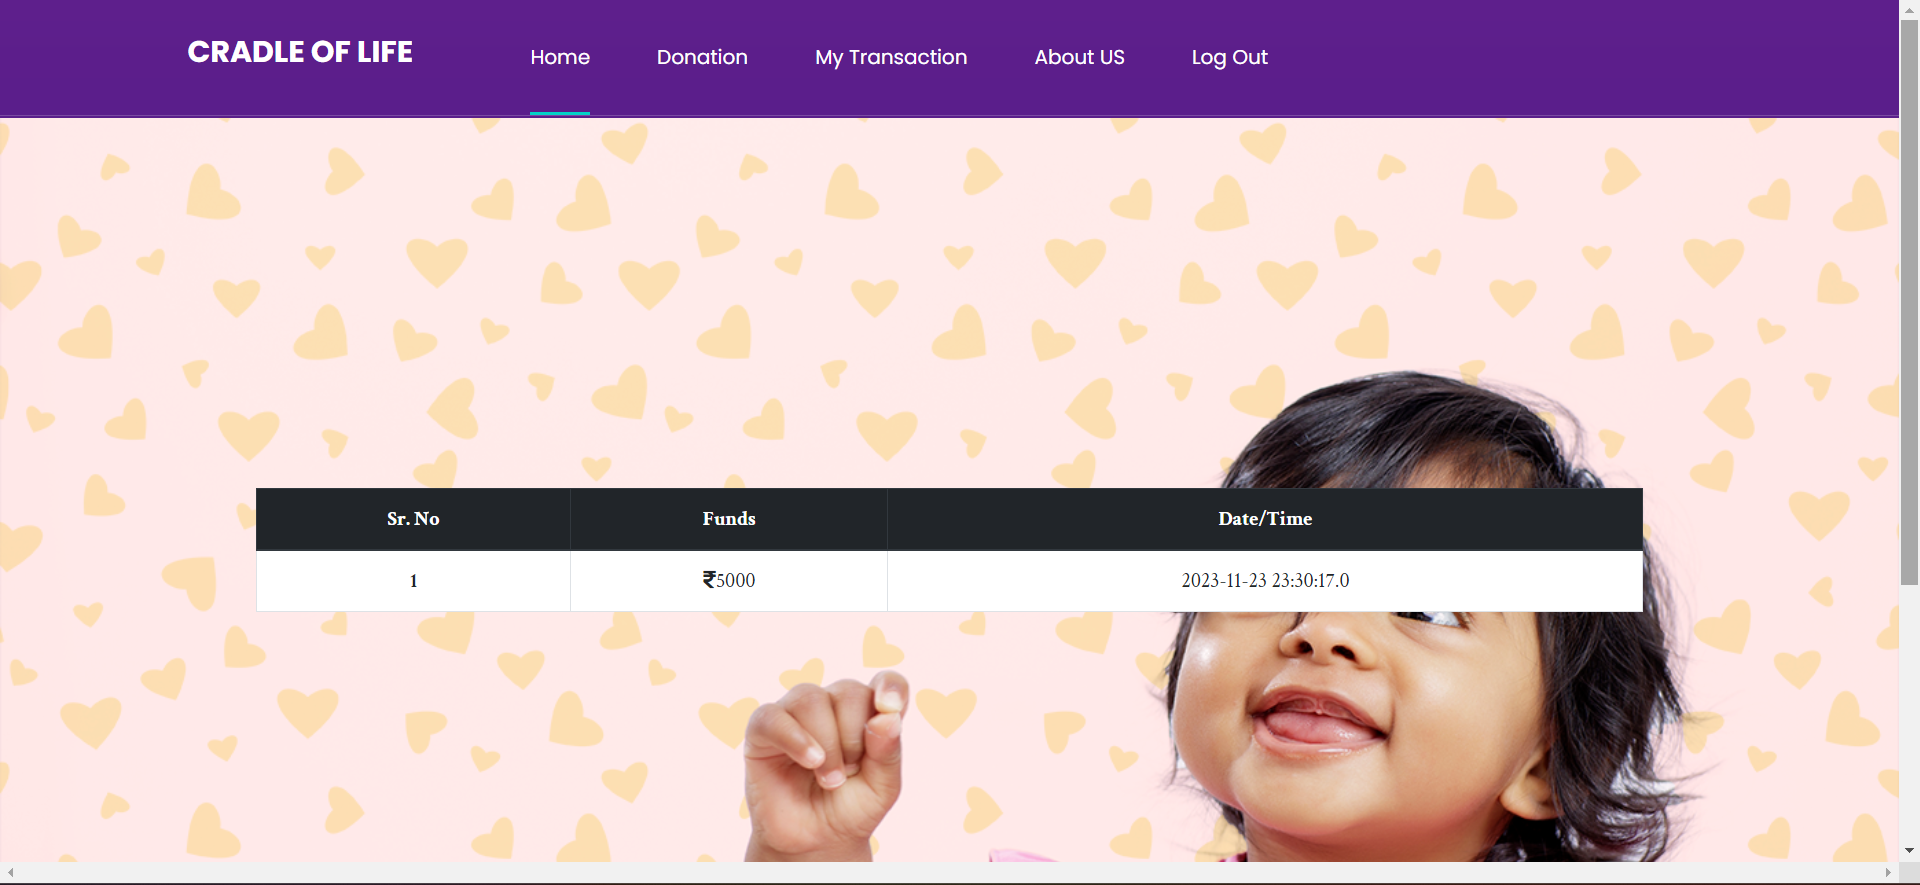 CRADLE OF LIFE Home Donation My Transaction About US Log Out
Sr. No Funds Date/Time
1 ₹5000 2023-11-23 23:30:17.0